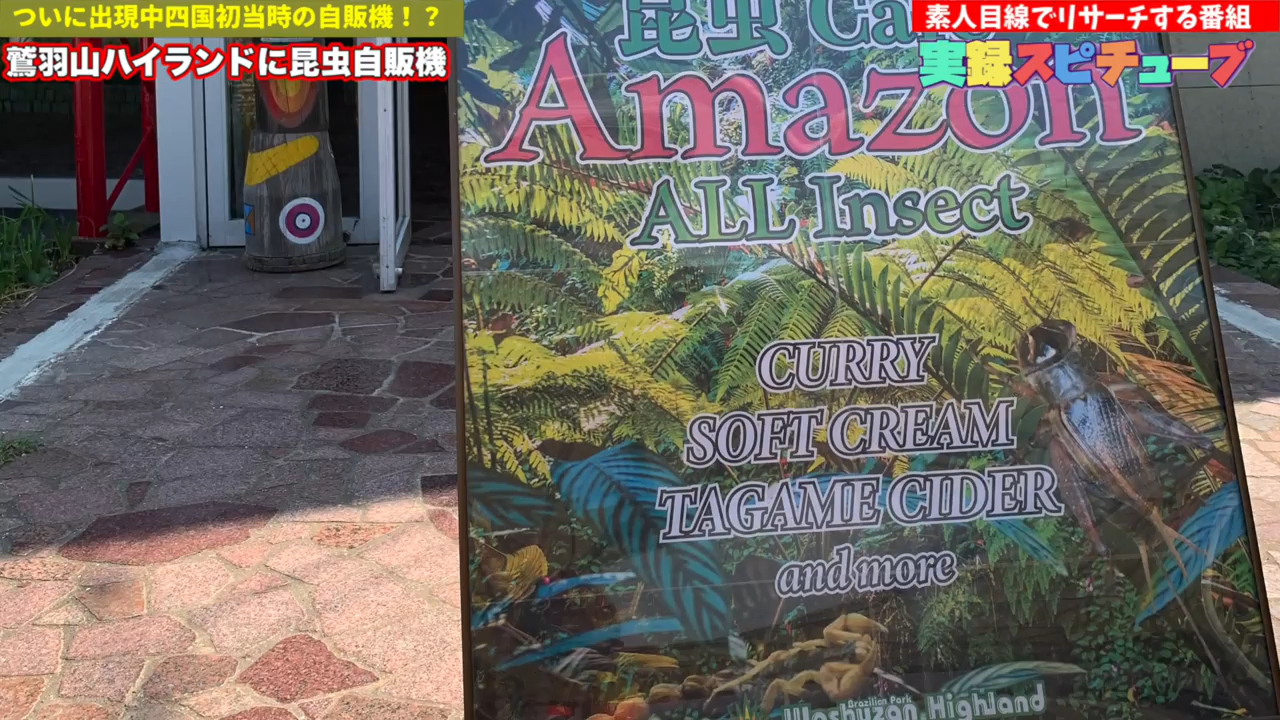 ついに出現中四国初当時の自販機！？
鷲羽山ハイランドに昆虫自販機
素人目線でリサーチする番組
実録スピチューブ
昆虫 Cafe
Amazon
ALL Insect
CURRY
SOFT CREAM
TAGAME CIDER
and more
Brazilian Park
Washuzan Highland